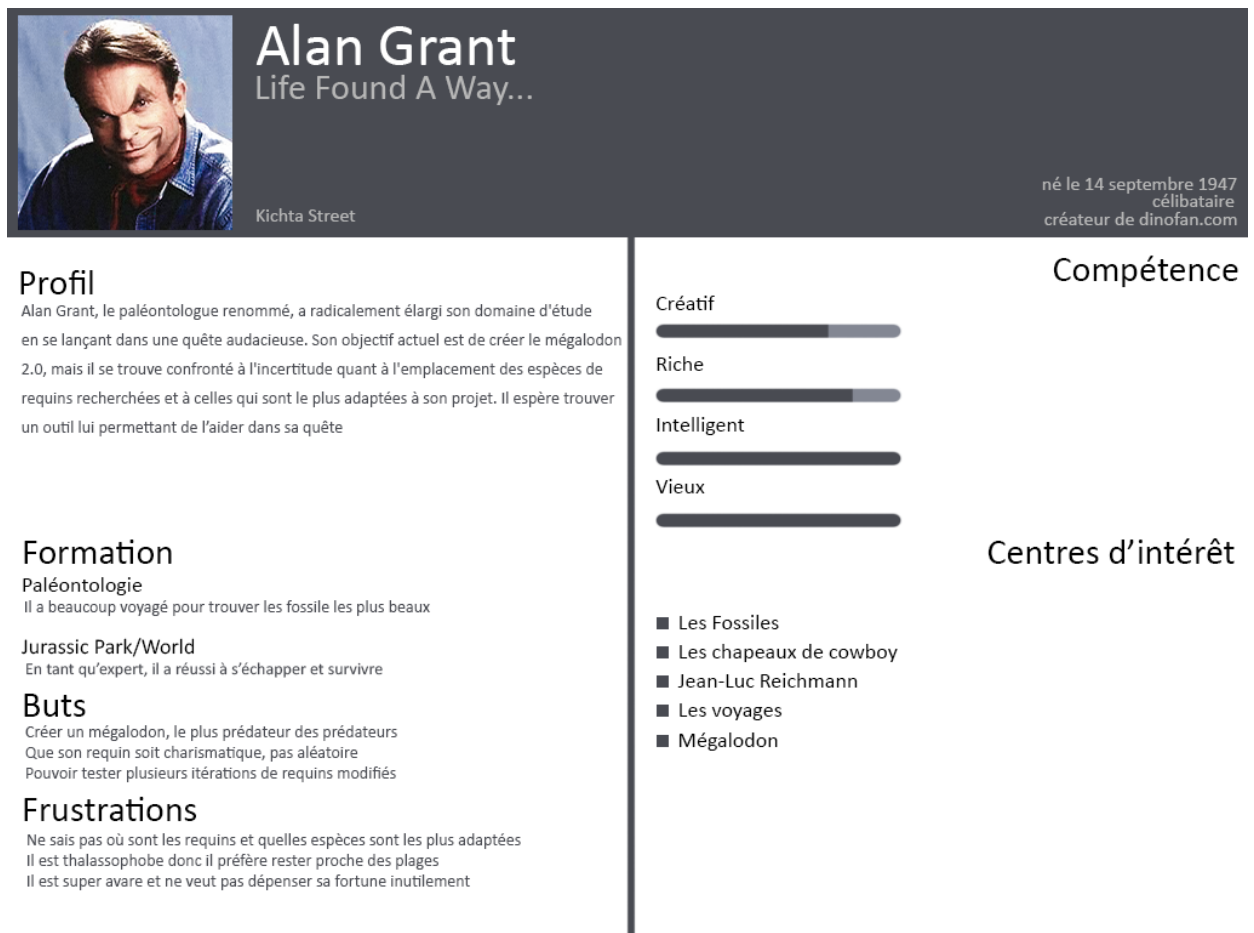 Alan Grant
Life Found A Way...
Kichta Street
né le 14 septembre 1947
célibataire
créateur de dinofan.com
Profil
Alan Grant, le paléontologue renommé, a radicalement élargi son domaine d'étude
en se lançant dans une quête audacieuse. Son objectif actuel est de créer le mégalodon
2.0, mais il se trouve confronté à l'incertitude quant à l'emplacement des espèces de
requins recherchées et à celles qui sont le plus adaptées à son projet. Il espère trouver
un outil lui permettant de l’aider dans sa quête
Formation
Paléontologie
Il a beaucoup voyagé pour trouver les fossile les plus beaux
Jurassic Park/World
En tant qu’expert, il a réussi à s’échapper et survivre
Buts
Créer un mégalodon, le plus prédateur des prédateurs
Que son requin soit charismatique, pas aléatoire
Pouvoir tester plusieurs itérations de requins modifiés
Frustrations
Ne sais pas où sont les requins et quelles espèces sont les plus adaptées
Il est thalassophobe donc il préfère rester proche des plages
Il est super avare et ne veut pas dépenser sa fortune inutilement
Compétence
Créatif
Riche
Intelligent
Vieux
Centres d’intérêt
Les Fossiles
Les chapeaux de cowboy
Jean-Luc Reichmann
Les voyages
Mégalodon